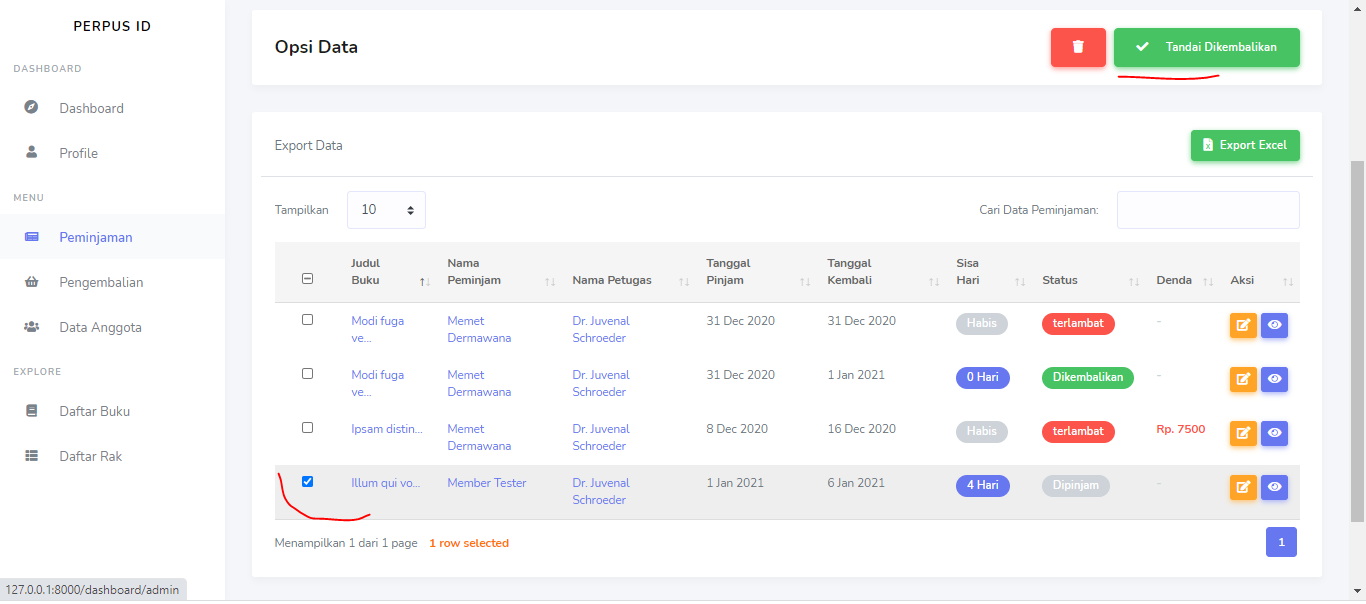 PERPUS ID
DASHBOARD
Dashboard
Profile
MENU
Peminjaman
Pengembalian
Data Anggota
EXPLORE
Daftar Buku
Daftar Rak
127.0.0.1:8000/dashboard/admin
Opsi Data
Tandai Dikembalikan
Export Data
Export Excel
Tampilkan 10
Cari Data Peminjaman:
Judul Buku Nama Peminjam Nama Petugas Tanggal Pinjam Tanggal Kembali Sisa Hari Status Denda Aksi
Modi fuga ve... Memet Dermawana Dr. Juvenal Schroeder 31 Dec 2020 31 Dec 2020 Habis terlambat -
Modi fuga ve... Memet Dermawana Dr. Juvenal Schroeder 31 Dec 2020 1 Jan 2021 0 Hari Dikembalikan -
Ipsam distin... Memet Dermawana Dr. Juvenal Schroeder 8 Dec 2020 16 Dec 2020 Habis terlambat Rp. 7500
Illum qui vo... Member Tester Dr. Juvenal Schroeder 1 Jan 2021 6 Jan 2021 4 Hari Dipinjam -
Menampilkan 1 dari 1 page 1 row selected
1